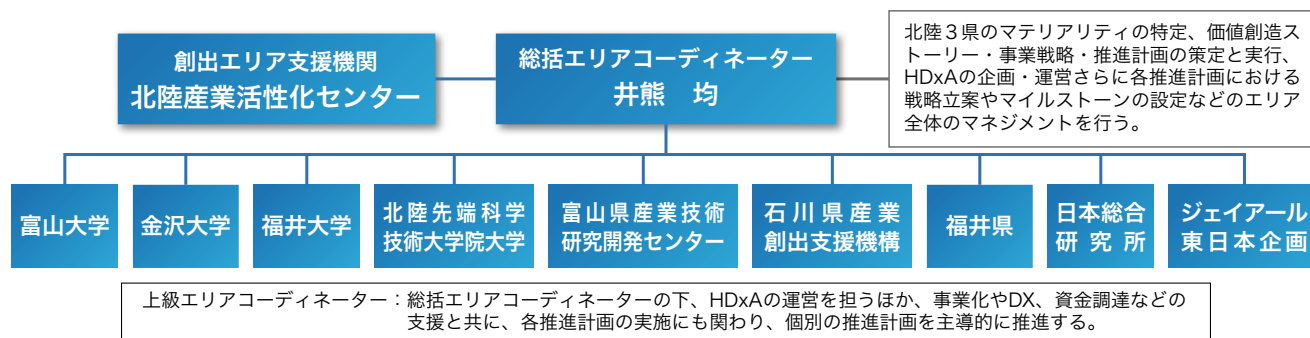 創出エリア支援機関
北陸産業活性化センター
総括エリアコーディネーター
井熊　均
北陸３県のマテリアリティの特定、価値創造ス
トーリー・事業戦略・推進計画の策定と実行、
HDxAの企画・運営さらに各推進計画における
戦略立案やマイルストーンの設定などのエリア
全体のマネジメントを行う。
富山大学
金沢大学
福井大学
北陸先端科学
技術大学院大学
富山県産業技術
研究開発センター
石川県産業
創出支援機構
福井県
日本総合
研究所
ジェイアール
東日本企画
上級エリアコーディネーター：総括エリアコーディネーターの下、HDxAの運営を担うほか、事業化やDX、資金調達などの
支援と共に、各推進計画の実施にも関わり、個別の推進計画を主導的に推進する。